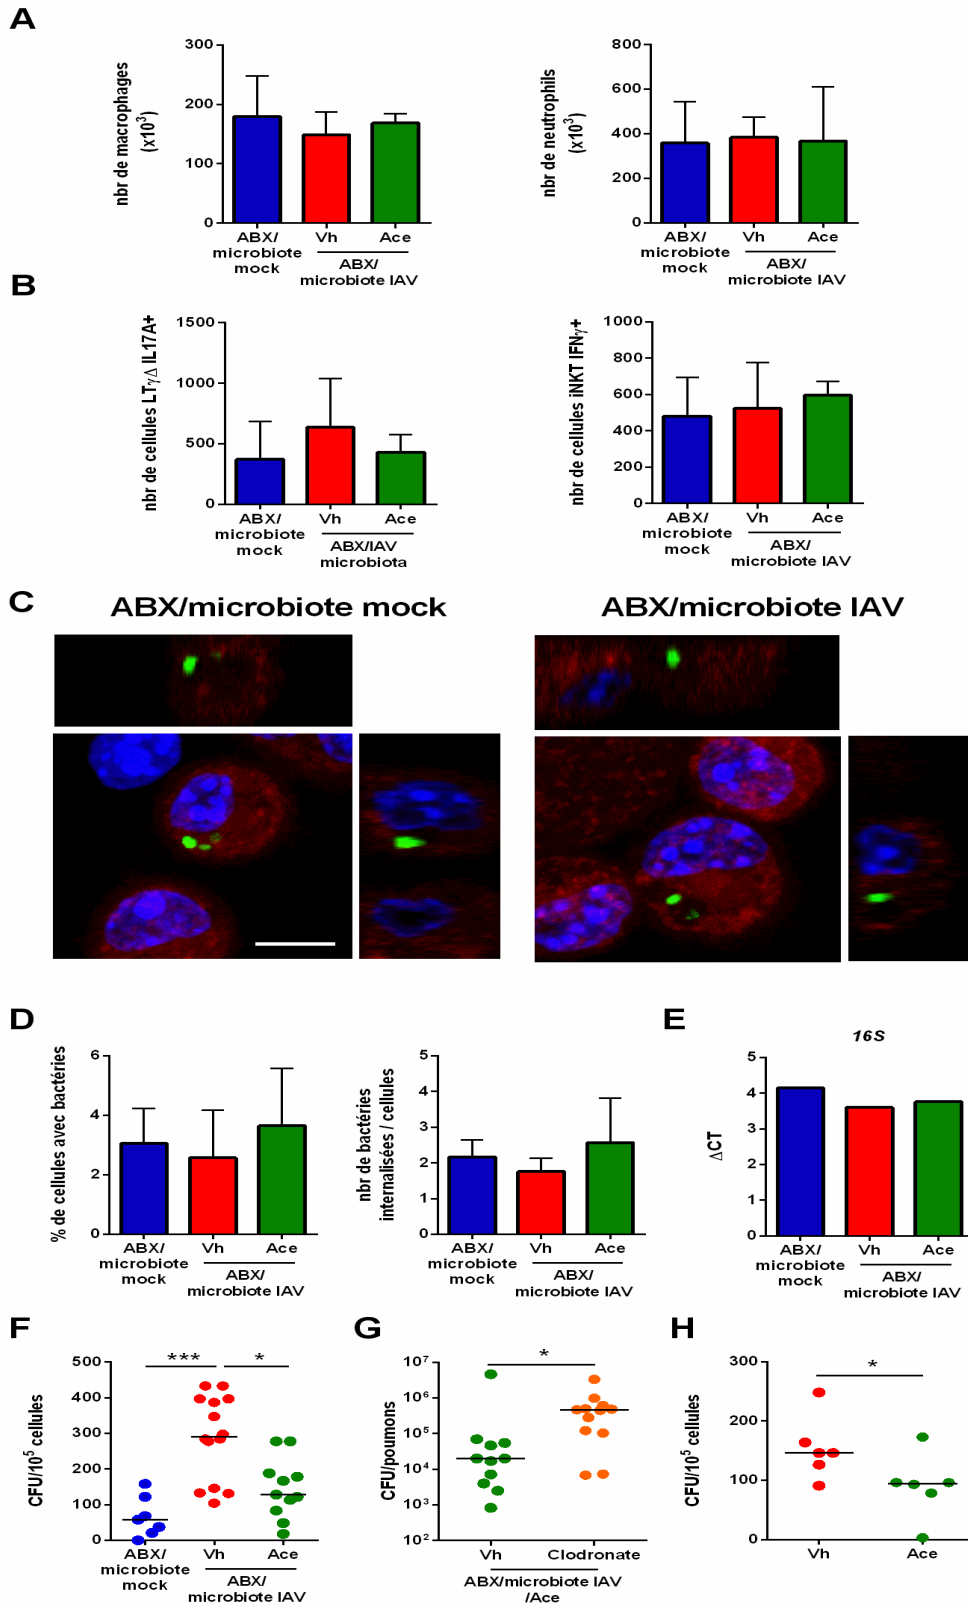 A
nbr de macrophages
(x10³)
300
200
100
0
ABX/
microbiote
mock
Vh
Ace
ABX/
microbiote IAV
nbr de neutrophils
(x10³)
800
600
400
200
0
ABX/
microbiote
mock
Vh
Ace
ABX/
microbiote IAV
B
nbr de cellules LTγΔ IL17A+
1500
1000
500
0
ABX/
microbiote
mock
Vh
Ace
ABX/IAV
microbiota
nbr de cellules iNKT IFNγ+
1000
800
600
400
200
0
ABX/
microbiote
mock
Vh
Ace
ABX/
microbiote IAV
C
ABX/microbiote mock
ABX/microbiote IAV
D
% de cellules avec bactéries
6
4
2
0
ABX/
microbiote
mock
Vh
Ace
ABX/
microbiote IAV
nbr de bactéries
internalisées / cellules
5
4
3
2
1
0
ABX/
microbiote
mock
Vh
Ace
ABX/
microbiote IAV
E
16S
ΔCT
5
4
3
2
1
0
ABX/
microbiote
mock
Vh
Ace
ABX/
microbiote IAV
F
CFU/10⁵ cellules
500
400
300
200
100
0
***
*
ABX/
microbiote
mock
Vh
Ace
ABX/
microbiote IAV
G
CFU/poumons
10⁷
10⁶
10⁵
10⁴
10³
10²
*
Vh
Clodronate
ABX/microbiote IAV
/Ace
H
CFU/10⁵ cellules
300
200
100
0
*
Vh
Ace